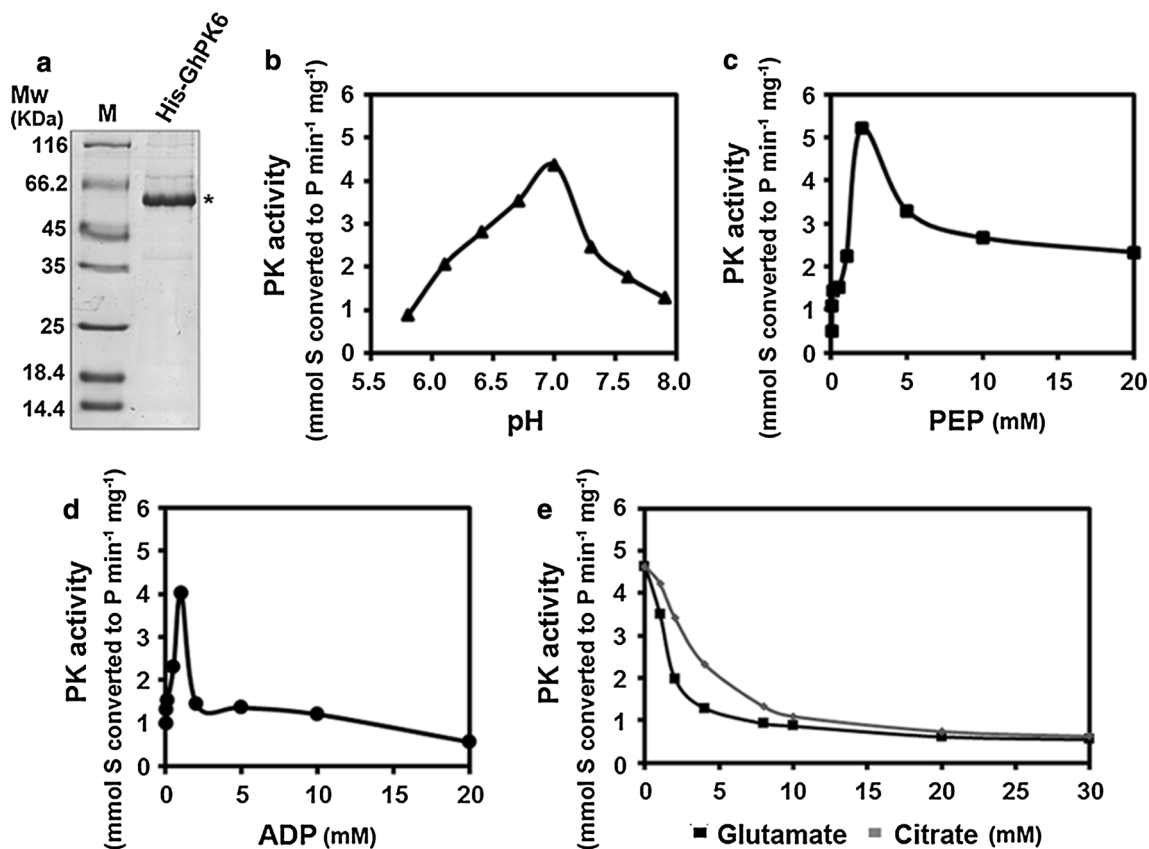 a
Mw
(KDa)
M
His-GhPK6
116
66.2
*
45
35
25
18.4
14.4
b
PK activity
(mmol S converted to P min⁻¹ mg⁻¹)
6
5
4
3
2
1
0
5.5 6.0 6.5 7.0 7.5 8.0
pH
c
PK activity
(mmol S converted to P min⁻¹ mg⁻¹)
6
5
4
3
2
1
0
0 5 10 15 20
PEP (mM)
d
PK activity
(mmol S converted to P min⁻¹ mg⁻¹)
6
5
4
3
2
1
0
0 5 10 15 20
ADP (mM)
e
PK activity
(mmol S converted to P min⁻¹ mg⁻¹)
6
5
4
3
2
1
0
0 5 10 15 20 25 30
Glutamate Citrate (mM)